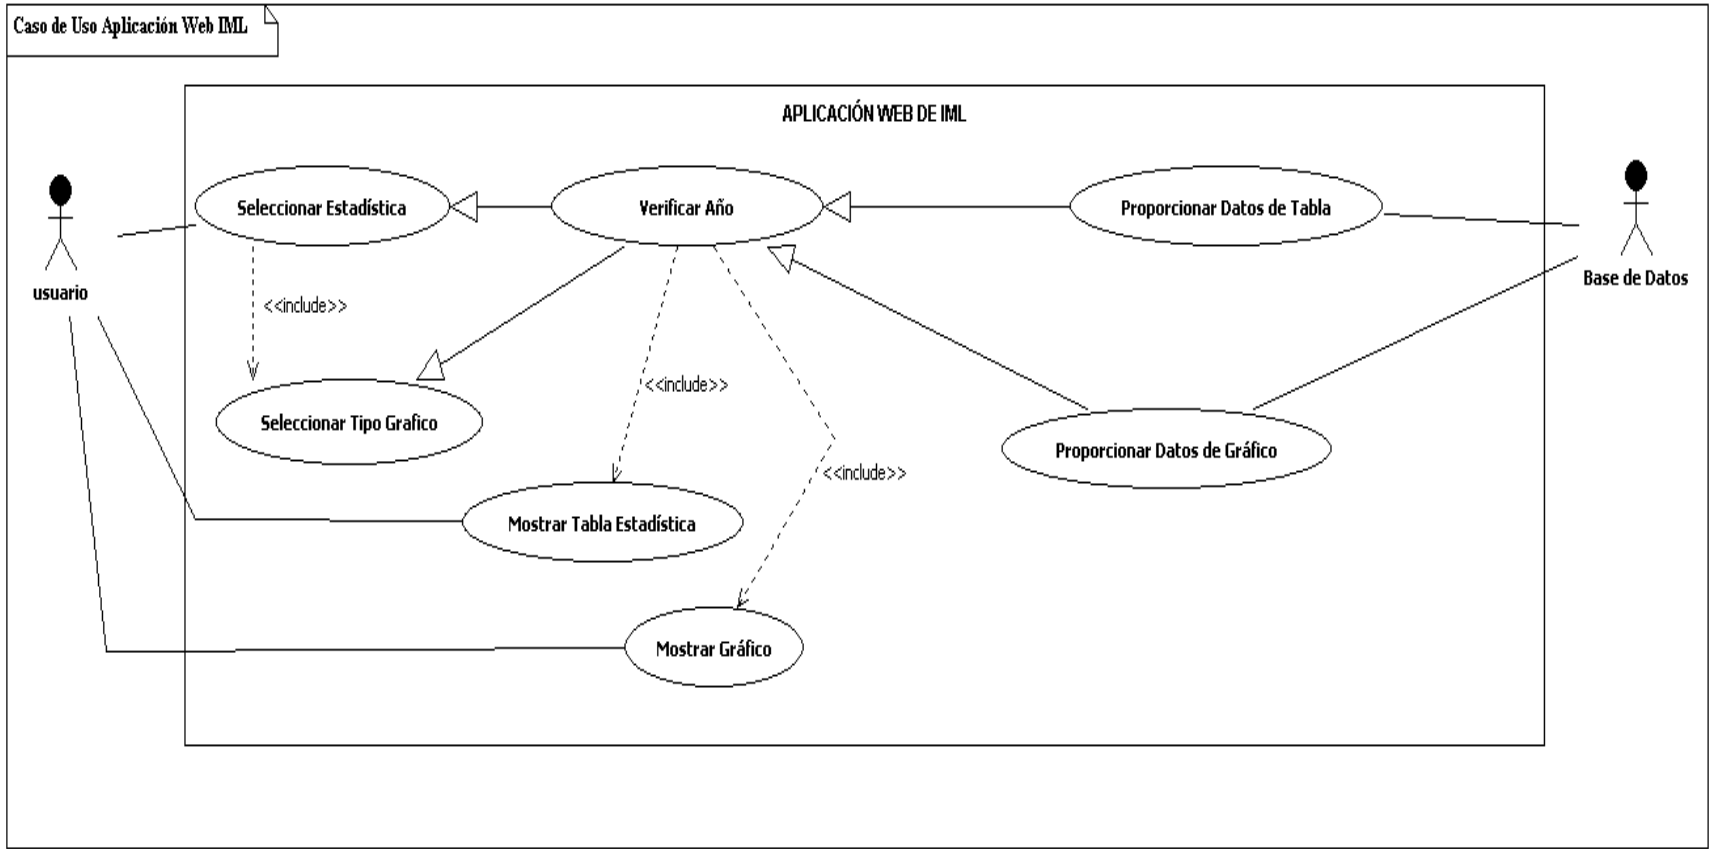 Caso de Uso Aplicación Web IML
APLICACIÓN WEB DE IML
Seleccionar Estadística
Verificar Año
Proporcionar Datos de Tabla
usuario
Base de Datos
<<include>>
<<include>>
Seleccionar Tipo Grafico
Proporcionar Datos de Gráfico
<<include>>
Mostrar Tabla Estadística
Mostrar Gráfico